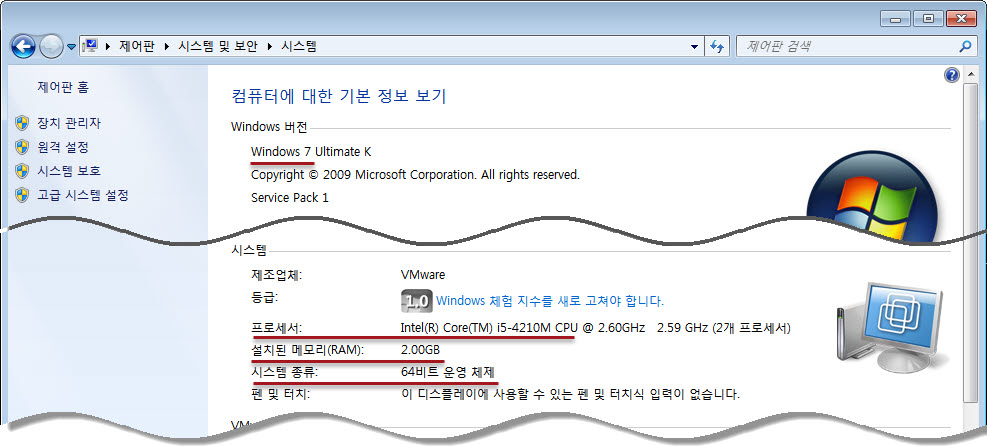 제어판 ▸ 시스템 및 보안 ▸ 시스템
제어판 검색
제어판 홈
장치 관리자
원격 설정
시스템 보호
고급 시스템 설정
컴퓨터에 대한 기본 정보 보기
Windows 버전
Windows 7 Ultimate K
Copyright © 2009 Microsoft Corporation. All rights reserved.
Service Pack 1
시스템
제조업체: VMware
등급: 1,0 Windows 체험 지수를 새로 고쳐야 합니다.
프로세서: Intel(R) Core(TM) i5-4210M CPU @ 2.60GHz 2.59 GHz (2개 프로세서)
설치된 메모리(RAM): 2.00GB
시스템 종류: 64비트 운영 체제
펜 및 터치: 이 디스플레이에 사용할 수 있는 펜 및 터치식 입력이 없습니다.